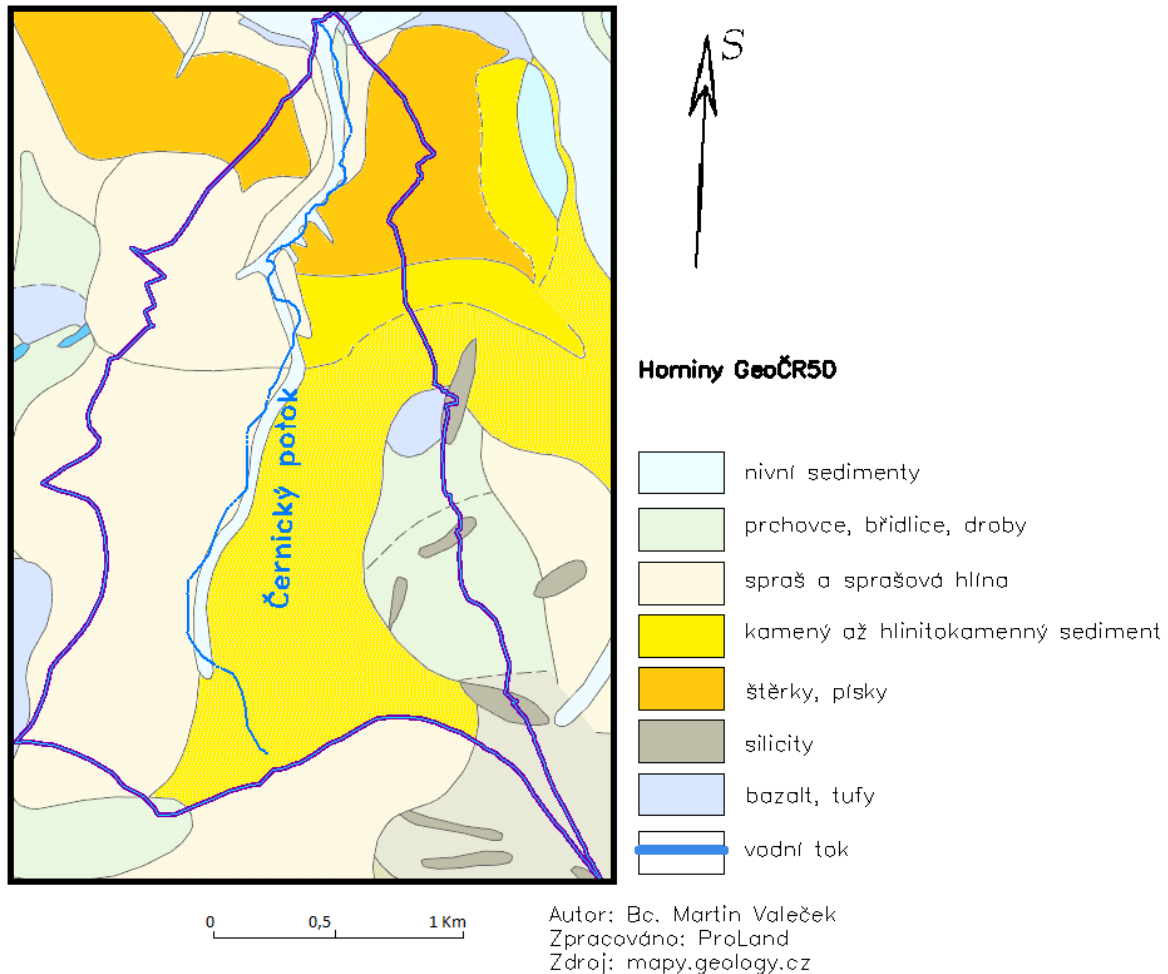 S
Černický potok
Horniny GeoČR50
nivní sedimenty
prchovce, břidlice, droby
spraš a sprašová hlína
kamený až hlinitokamenný sediment
štěrky, písky
silicity
bazalt, tufy
vodní tok
0 0,5 1 Km
Autor: Bc. Martin Valeček
Zpracováno: ProLand
Zdroj: mapy.geology.cz